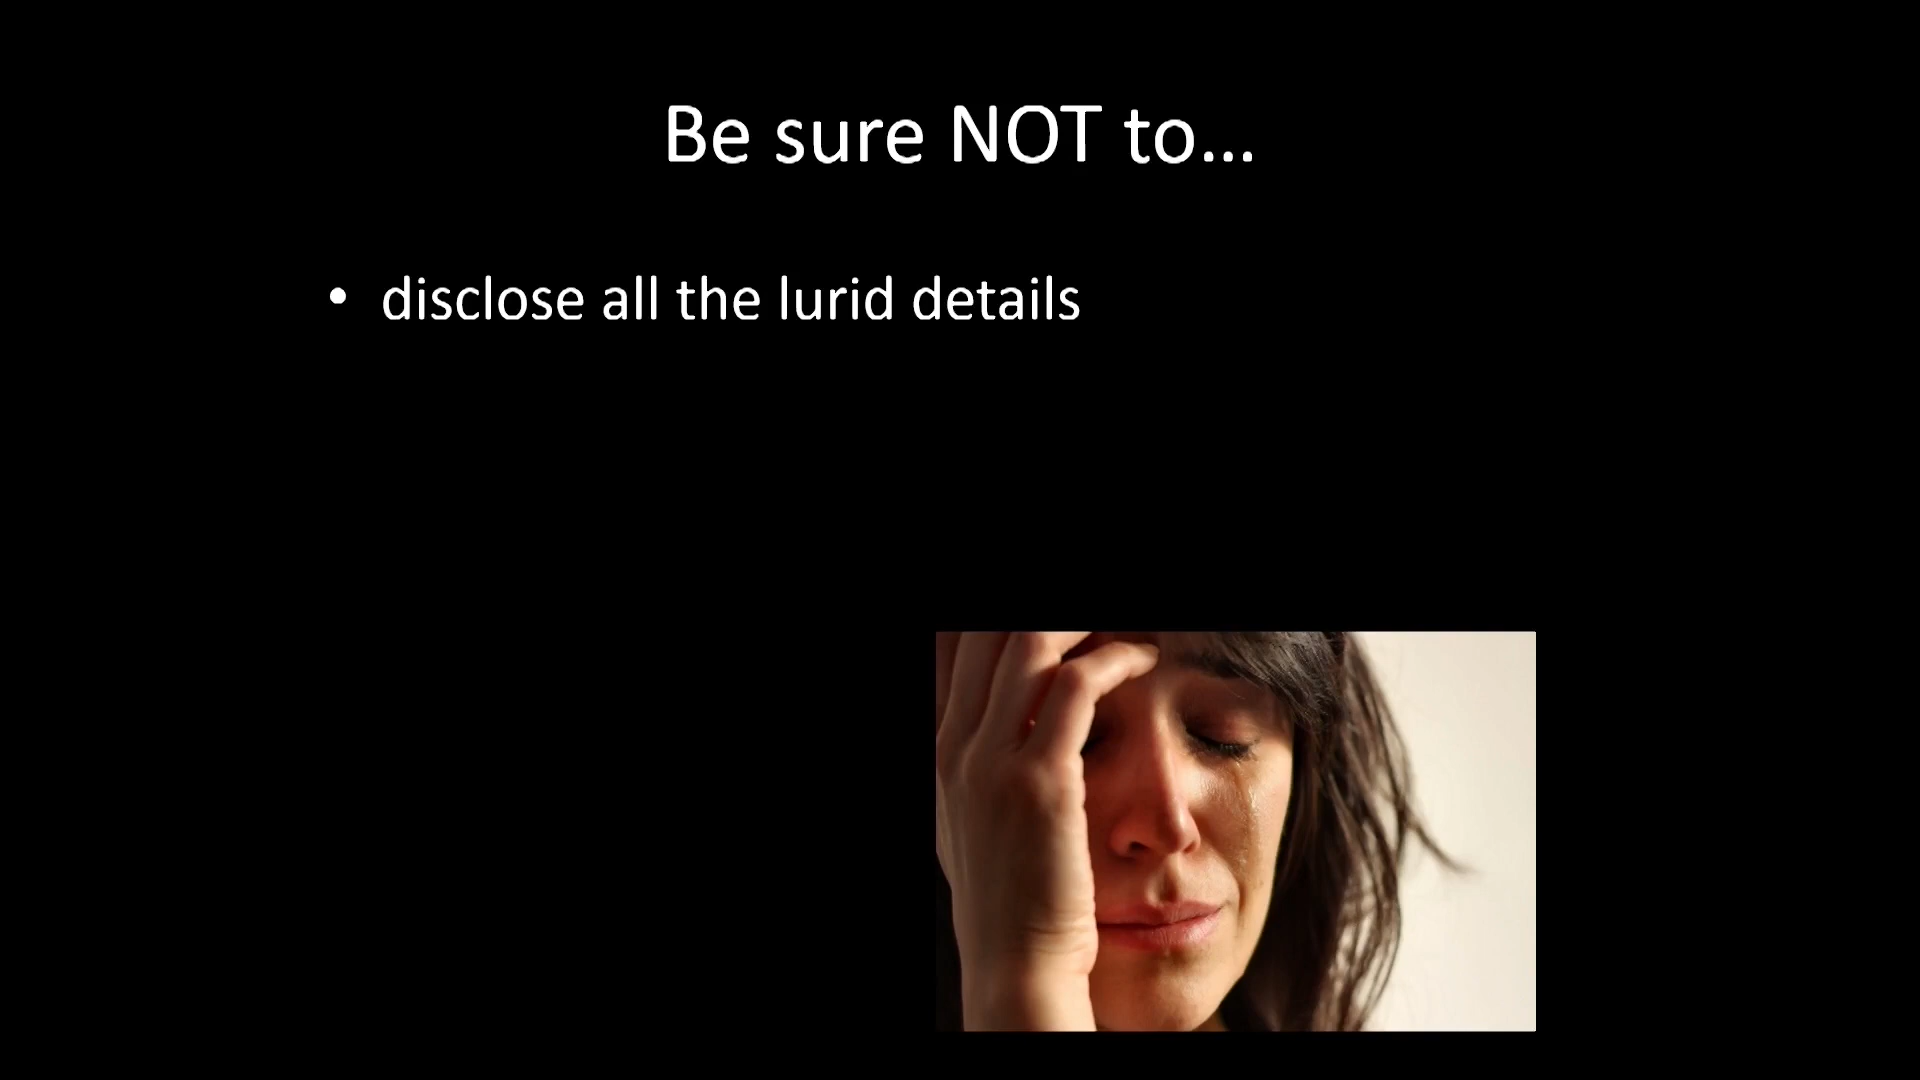 Be sure NOT to...
• disclose all the lurid details